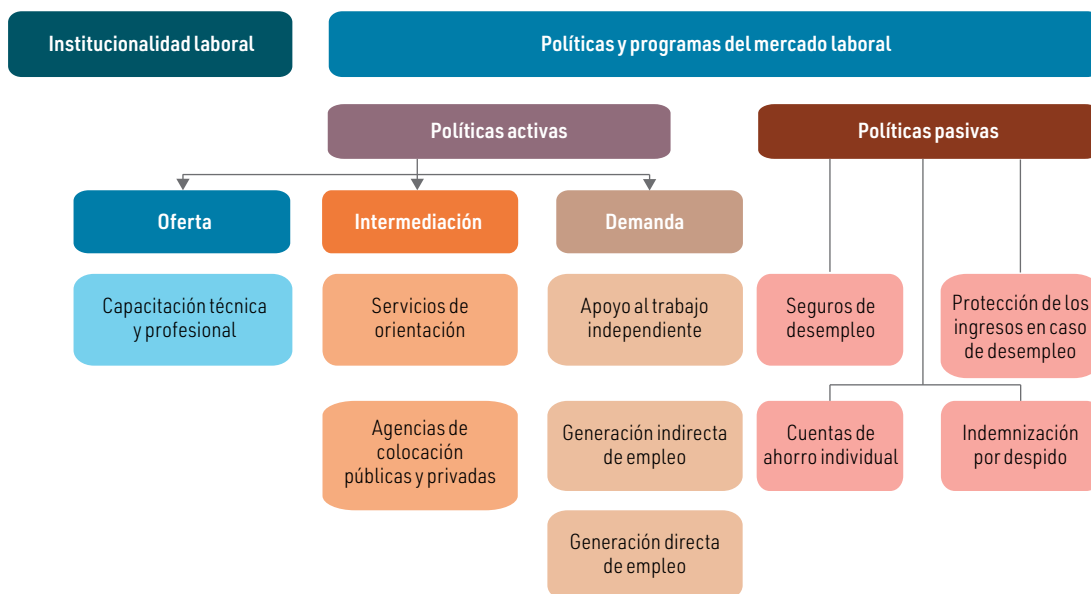 Institucionalidad laboral
Políticas y programas del mercado laboral
Políticas activas
Políticas pasivas
Oferta
Intermediación
Demanda
Capacitación técnica
y profesional
Servicios de
orientación
Apoyo al trabajo
independiente
Seguros de
desempleo
Protección de los
ingresos en caso
de desempleo
Agencias de
colocación
públicas y privadas
Generación indirecta
de empleo
Cuentas de
ahorro individual
Indemnización
por despido
Generación directa
de empleo